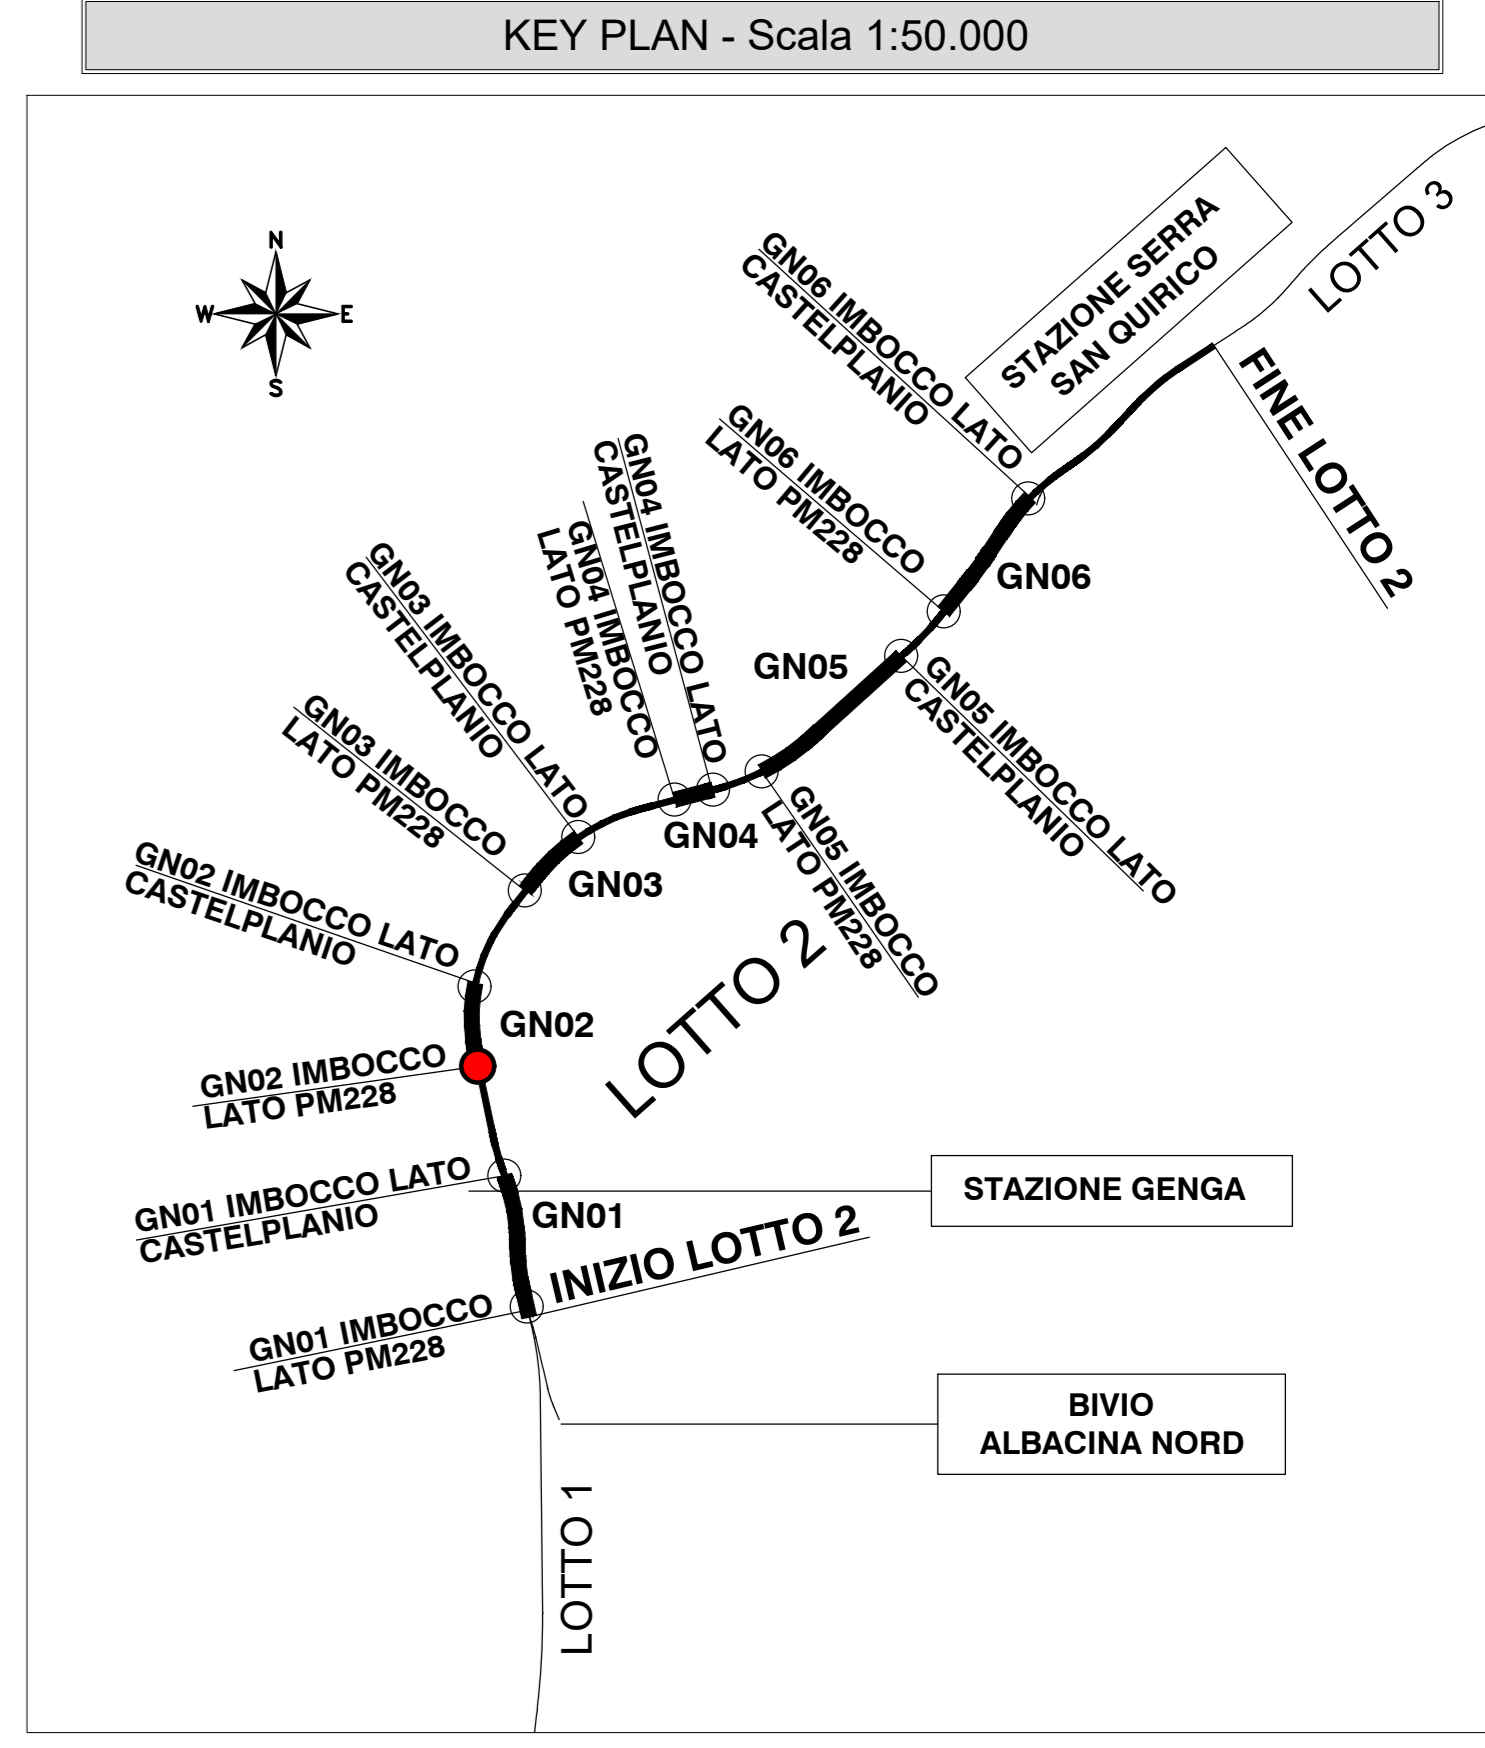 KEY PLAN - Scala 1:50.000
N
W
E
S
LOTTO 3
STAZIONE SERRA
SAN QUIRICO
GN06 IMBOCCO LATO
CASTELPLANIO
FINE LOTTO 2
GN06 IMBOCCO
LATO PM228
GN06
GN04 IMBOCCO LATO
CASTELPLANIO
GN04 IMBOCCO
LATO PM228
GN05
GN05 IMBOCCO LATO
CASTELPLANIO
GN03 IMBOCCO LATO
CASTELPLANIO
GN03 IMBOCCO
LATO PM228
GN04
GN05 IMBOCCO
LATO PM228
GN03
GN02 IMBOCCO LATO
CASTELPLANIO
LOTTO 2
GN02
GN02 IMBOCCO
LATO PM228
GN01 IMBOCCO LATO
CASTELPLANIO
STAZIONE GENGA
GN01
INIZIO LOTTO 2
GN01 IMBOCCO
LATO PM228
BIVIO
ALBACINA NORD
LOTTO 1